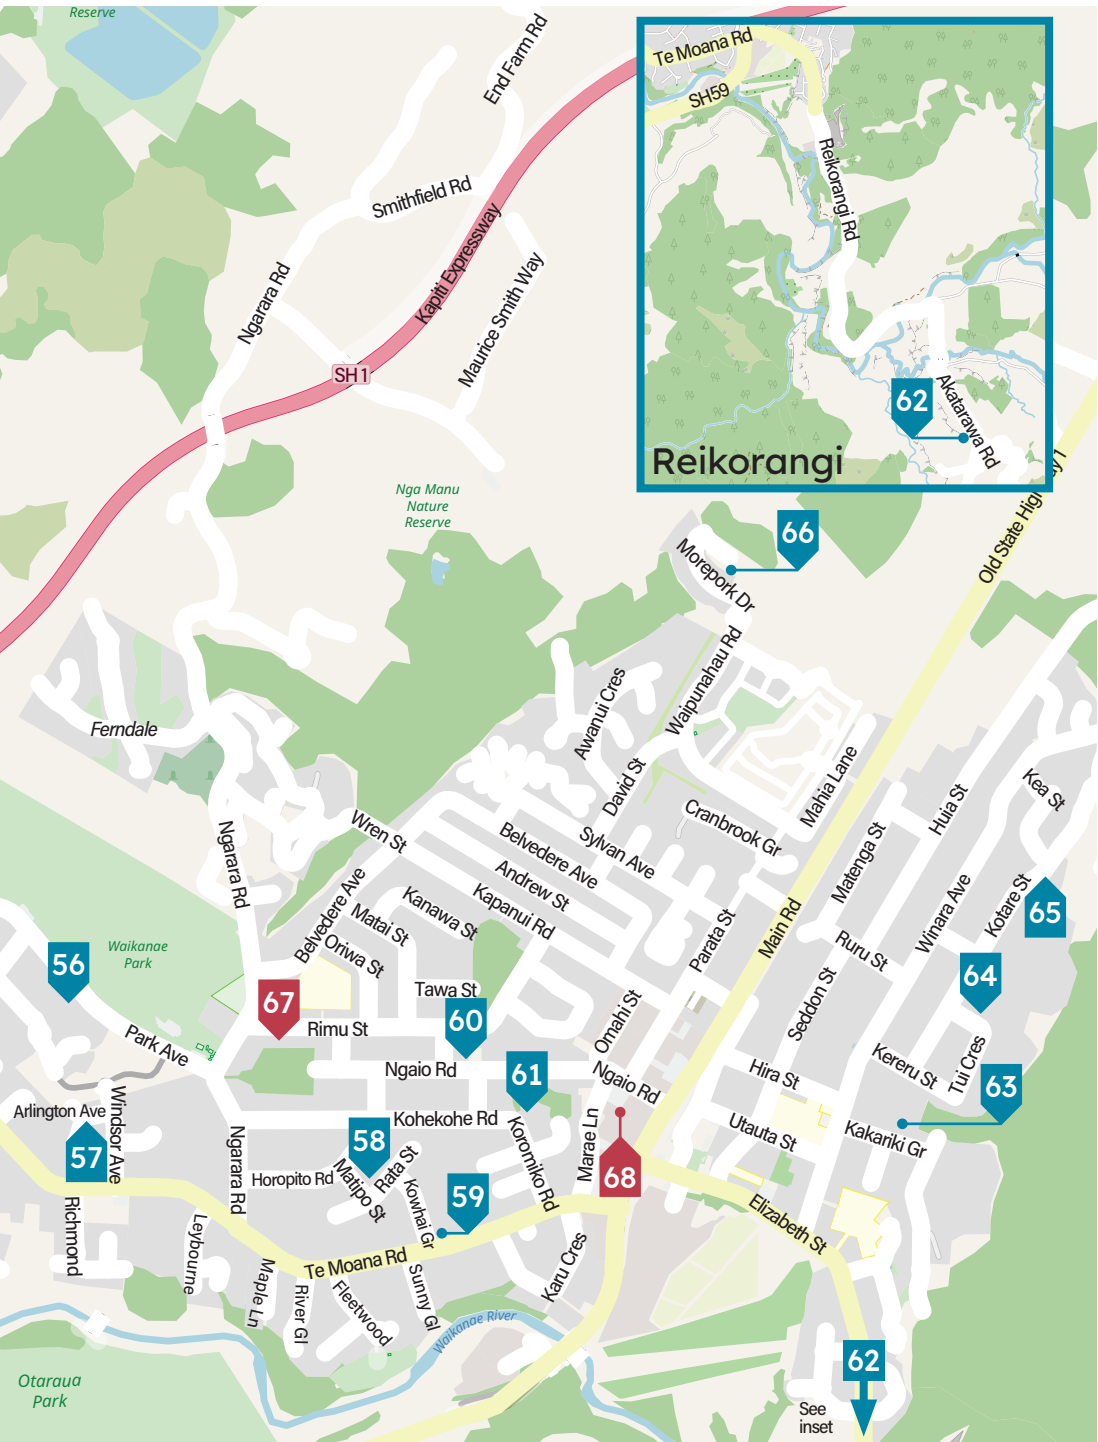 Reserve
End Farm Rd
Te Moana Rd
SH59
Reikorangi Rd
Smithfield Rd
Kapiti Expressway
Ngarara Rd
Maurice Smith Way
SH1
Akatarawa Rd
62
Reikorangi
Old State Highway 1
Nga Manu
Nature
Reserve
66
Morepork Dr
Waipunahau Rd
Awanui Cres
Ferndale
David St
Mahia Lane
Kea St
Huia St
Cranbrook Gr
Sylvan Ave
Wren St
Belvedere Ave
Matenga St
Ngarara Rd
Andrew St
Kapanui Rd
Kanawa St
Belvedere Ave
Matai St
Oriwa St
Kotare St
65
Winara Ave
Main Rd
Parata St
Ruru St
Waikanae
Park
56
64
67
Tawa St
60
Rimu St
Omahi St
Seddon St
Park Ave
Ngaio Rd
61
Ngaio Rd
Hira St
Kereru St
Tui Cres
63
Arlington Ave
Windsor Ave
Kohekohe Rd
58
Koromiko Rd
Marae Ln
Utauta St
Kakariki Gr
57
Ngarara Rd
Horopito Rd
Matipo St
Rata St
Kowhai Gr
59
68
Richmond
Leybourne
Elizabeth St
Te Moana Rd
Maple Ln
River Gl
Fleetwood
Sunny Gl
Karu Cres
Waikanae River
62
Otaraua
Park
See
inset